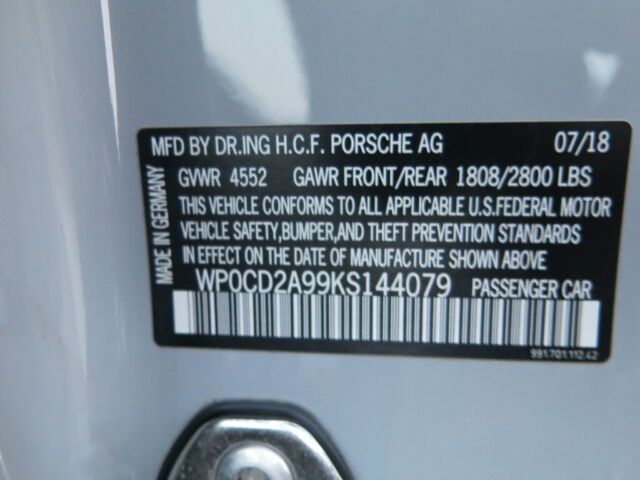 MFD BY DR.ING H.C.F. PORSCHE AG 07/18
GVWR 4552 GAWR FRONT/REAR 1808/2800 LBS
THIS VEHICLE CONFORMS TO ALL APPLICABLE U.S.FEDERAL MOTOR
VEHICLE SAFETY,BUMPER,AND THEFT PREVENTION STANDARDS
IN EFFECT ON THE DATE OF MANUFACTURE SHOWN ABOVE
WP0CD2A99KS144079 PASSENGER CAR
991.701.112.42
MADE IN GERMANY